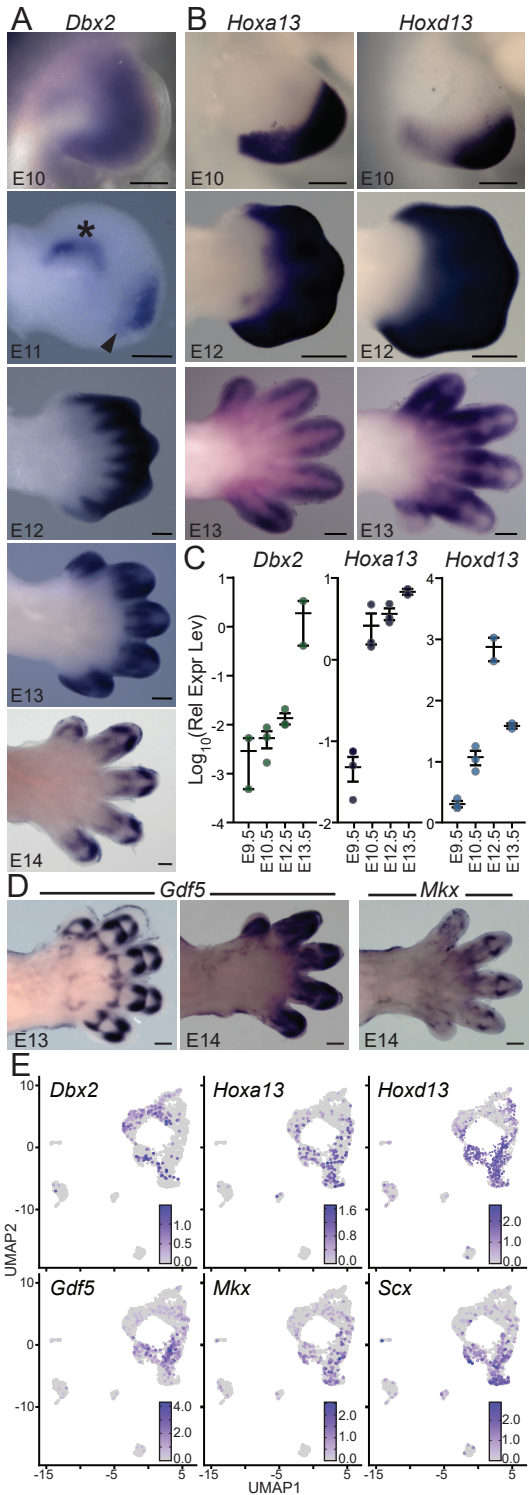 A
Dbx2
B
Hoxa13
Hoxd13
E10
E10
E10
*
E11
E12
E12
E12
E13
E13
E13
E14
C
Dbx2
Hoxa13
Hoxd13
Log10(Rel Expr Lev)
1
0
-1
-2
-3
-4
1
0
-1
-2
4
3
2
1
0
E9.5
E10.5
E12.5
E13.5
E9.5
E10.5
E12.5
E13.5
E9.5
E10.5
E12.5
E13.5
D
Gdf5
Mkx
E13
E14
E14
E
Dbx2
Hoxa13
Hoxd13
10
0
-10
1.0
0.5
0.0
1.6
0.8
0.0
2.0
1.0
0.0
UMAP2
Gdf5
Mkx
Scx
10
0
-10
4.0
3.0
2.0
1.0
0.0
2.0
1.0
0.0
2.0
1.0
0.0
-15
-5
5
-15
-5
5
-15
-5
5
UMAP1